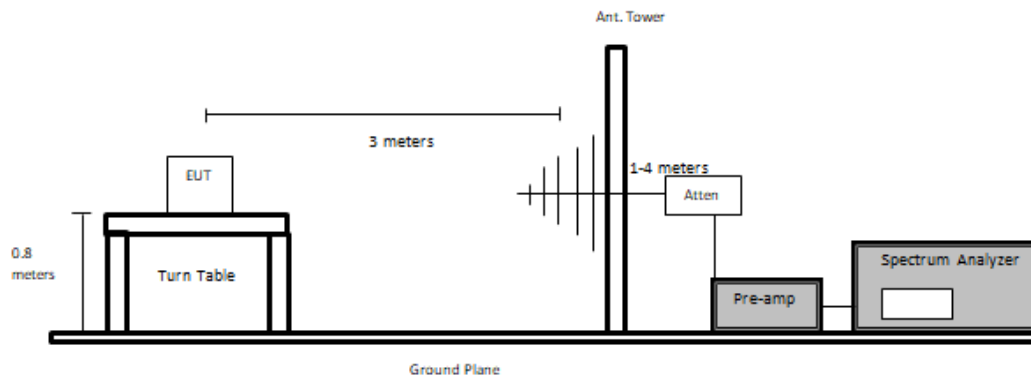 Ant. Tower
3 meters
EUT
1-4 meters
Atten
0.8
meters
Turn Table
Spectrum Analyzer
Pre-amp
Ground Plane